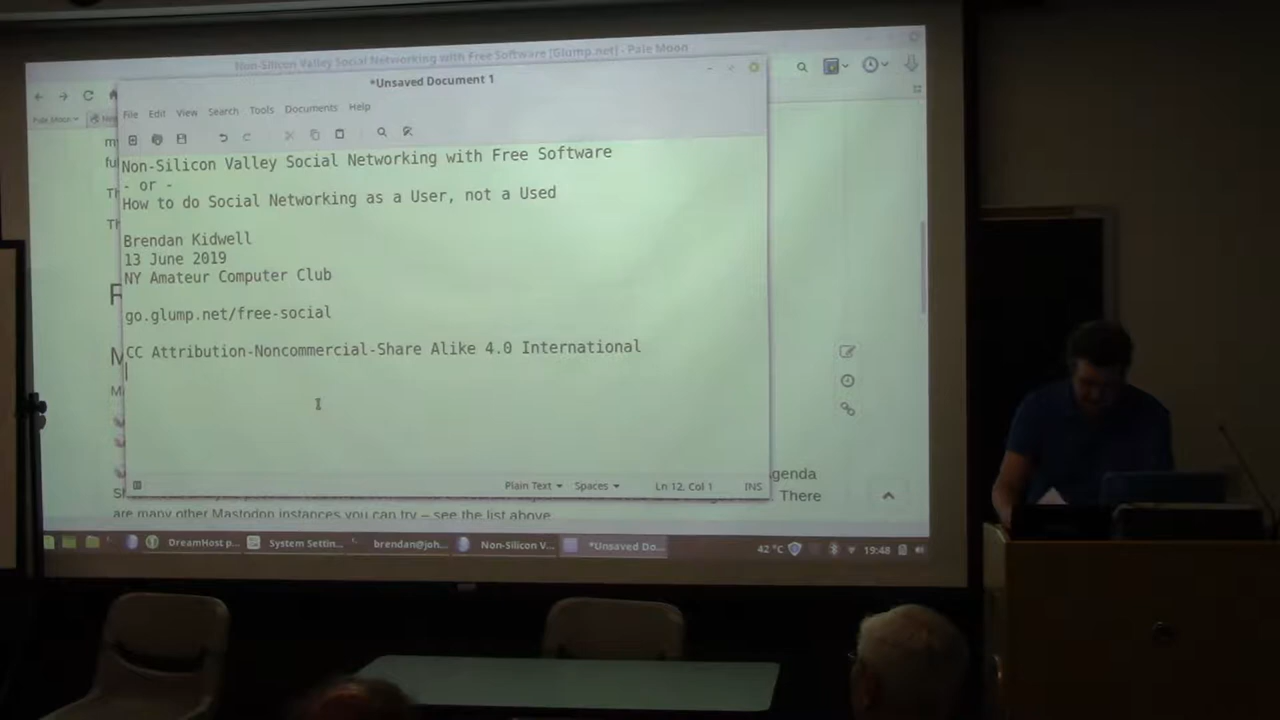 Non-Silicon Valley Social Networking with Free Software [Glump.net] - Pale Moon
*Unsaved Document 1
File Edit View Search Tools Documents Help
Pale Moon
Non-Silicon Valley Social Networking with Free Software
- or -
How to do Social Networking as a User, not a Used
Brendan Kidwell
13 June 2019
NY Amateur Computer Club
go.glump.net/free-social
CC Attribution-Noncommercial-Share Alike 4.0 International
genda
Plain Text Spaces Ln 12, Col 1 INS
There
are many other Mastodon instances you can try – see the list above
DreamHost p... System Settin... brendan@joh... Non-Silicon V... *Unsaved Do... 42 °C 19:48